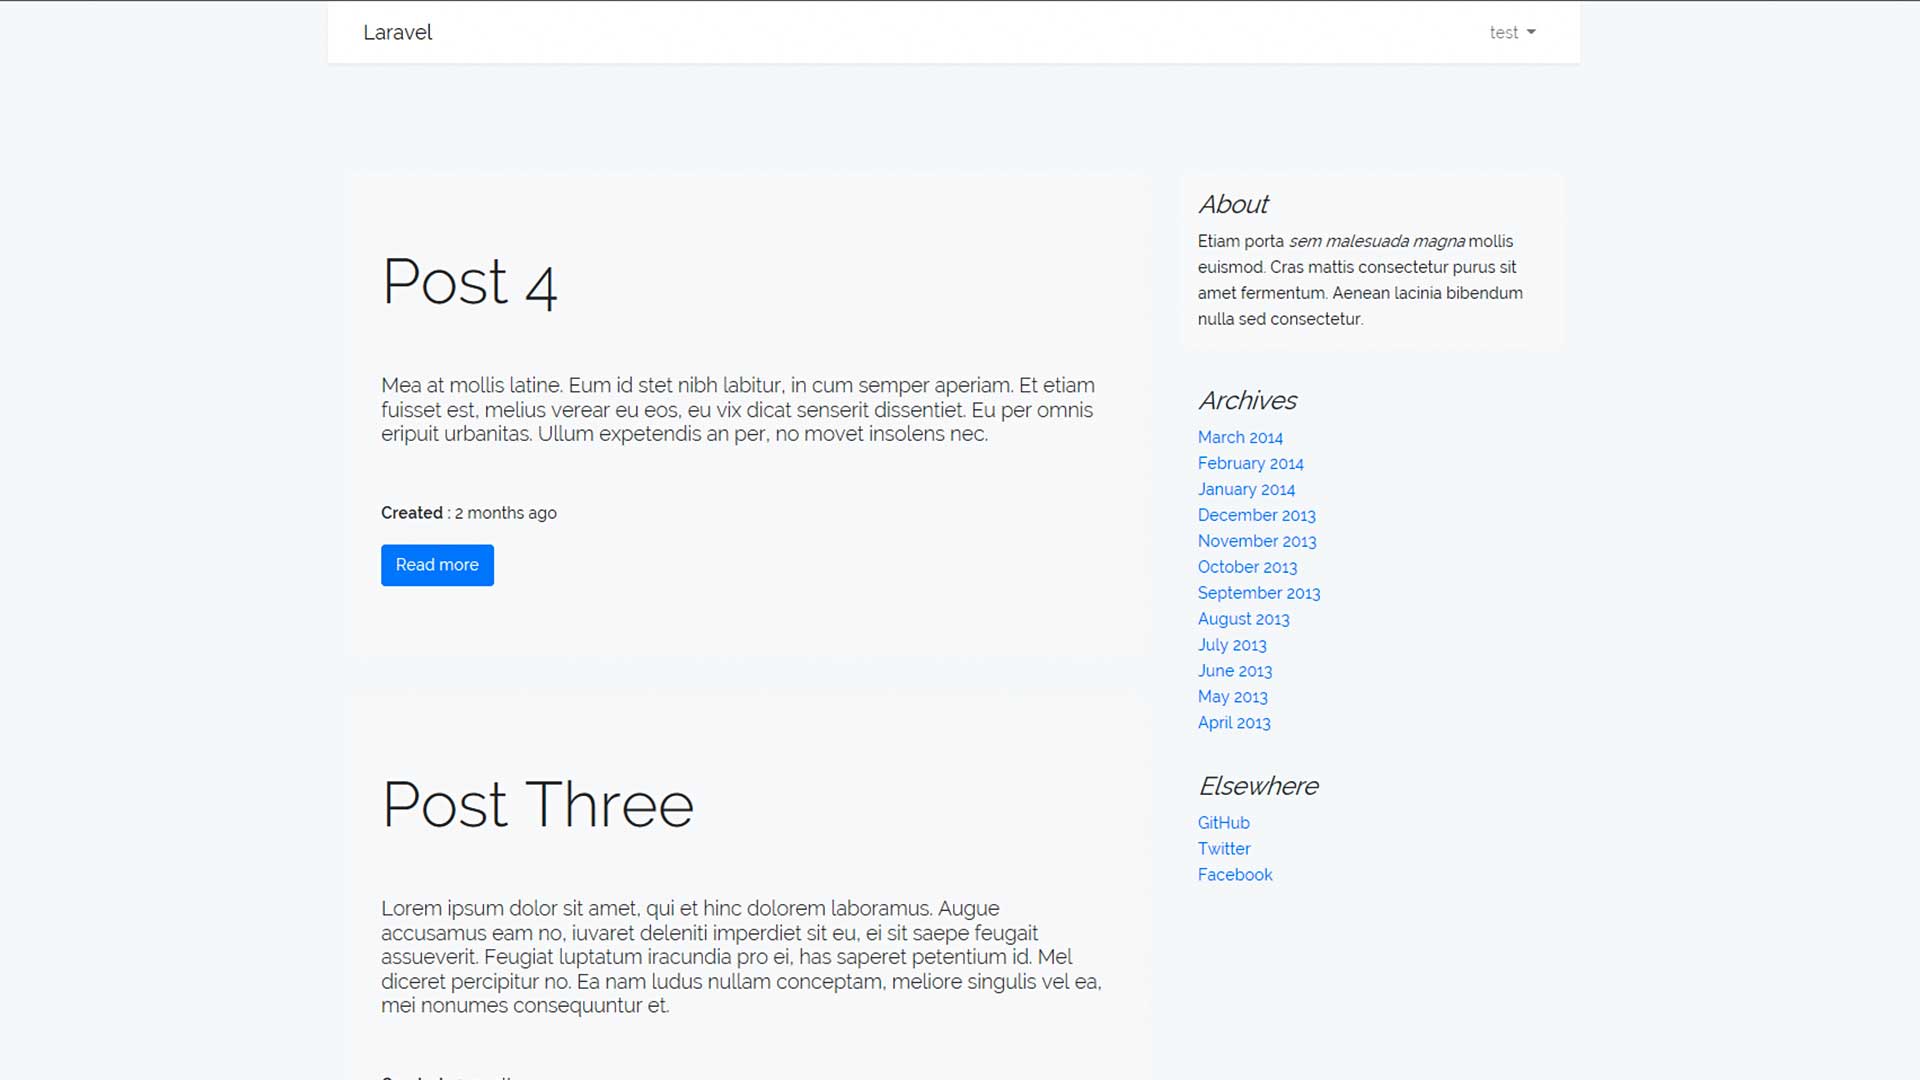 Laravel
test
Post 4
Mea at mollis latine. Eum id stet nibh labitur, in cum semper aperiam. Et etiam
fuisset est, melius verear eu eos, eu vix dicat senserit dissentiet. Eu per omnis
eripuit urbanitas. Ullum expetendis an per, no movet insolens nec.
Created : 2 months ago
Read more
Post Three
Lorem ipsum dolor sit amet, qui et hinc dolorem laboramus. Augue
accusamus eam no, iuvaret deleniti imperdiet sit eu, ei sit saepe feugait
assueverit. Feugiat luptatum iracundia pro ei, has saperet petentium id. Mel
diceret percipitur no. Ea nam ludus nullam conceptam, meliore singulis vel ea,
mei nonumes consequuntur et.
About
Etiam porta sem malesuada magna mollis
euismod. Cras mattis consectetur purus sit
amet fermentum. Aenean lacinia bibendum
nulla sed consectetur.
Archives
March 2014
February 2014
January 2014
December 2013
November 2013
October 2013
September 2013
August 2013
July 2013
June 2013
May 2013
April 2013
Elsewhere
GitHub
Twitter
Facebook